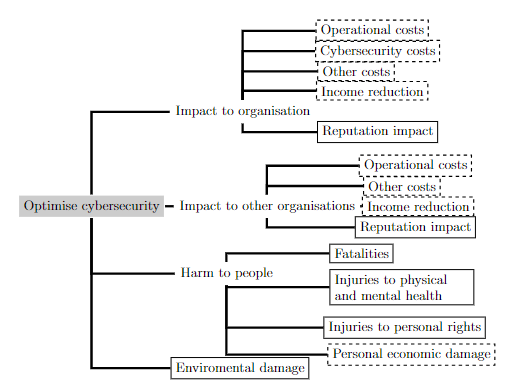 Operational costs
Cybersecurity costs
Other costs
Income reduction
Impact to organisation
Reputation impact
Operational costs
Other costs
Optimise cybersecurity
Impact to other organisations
Income reduction
Reputation impact
Fatalities
Harm to people
Injuries to physical
and mental health
Injuries to personal rights
Personal economic damage
Enviromental damage